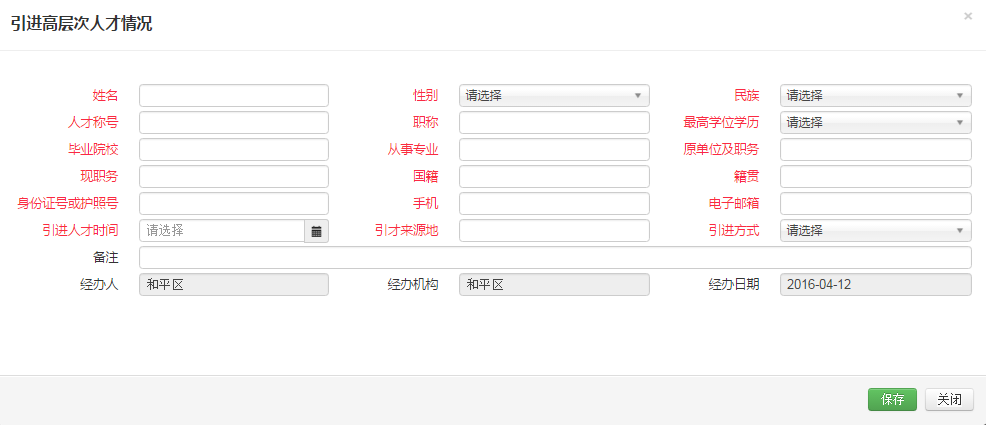 引进高层次人才情况 ×
姓名 性别 请选择 民族 请选择
人才称号 职称 最高学位学历 请选择
毕业院校 从事专业 原单位及职务
现职务 国籍 籍贯
身份证号或护照号 手机 电子邮箱
引进人才时间 请选择 引才来源地 引进方式 请选择
备注
经办人 和平区 经办机构 和平区 经办日期 2016-04-12
保存 关闭